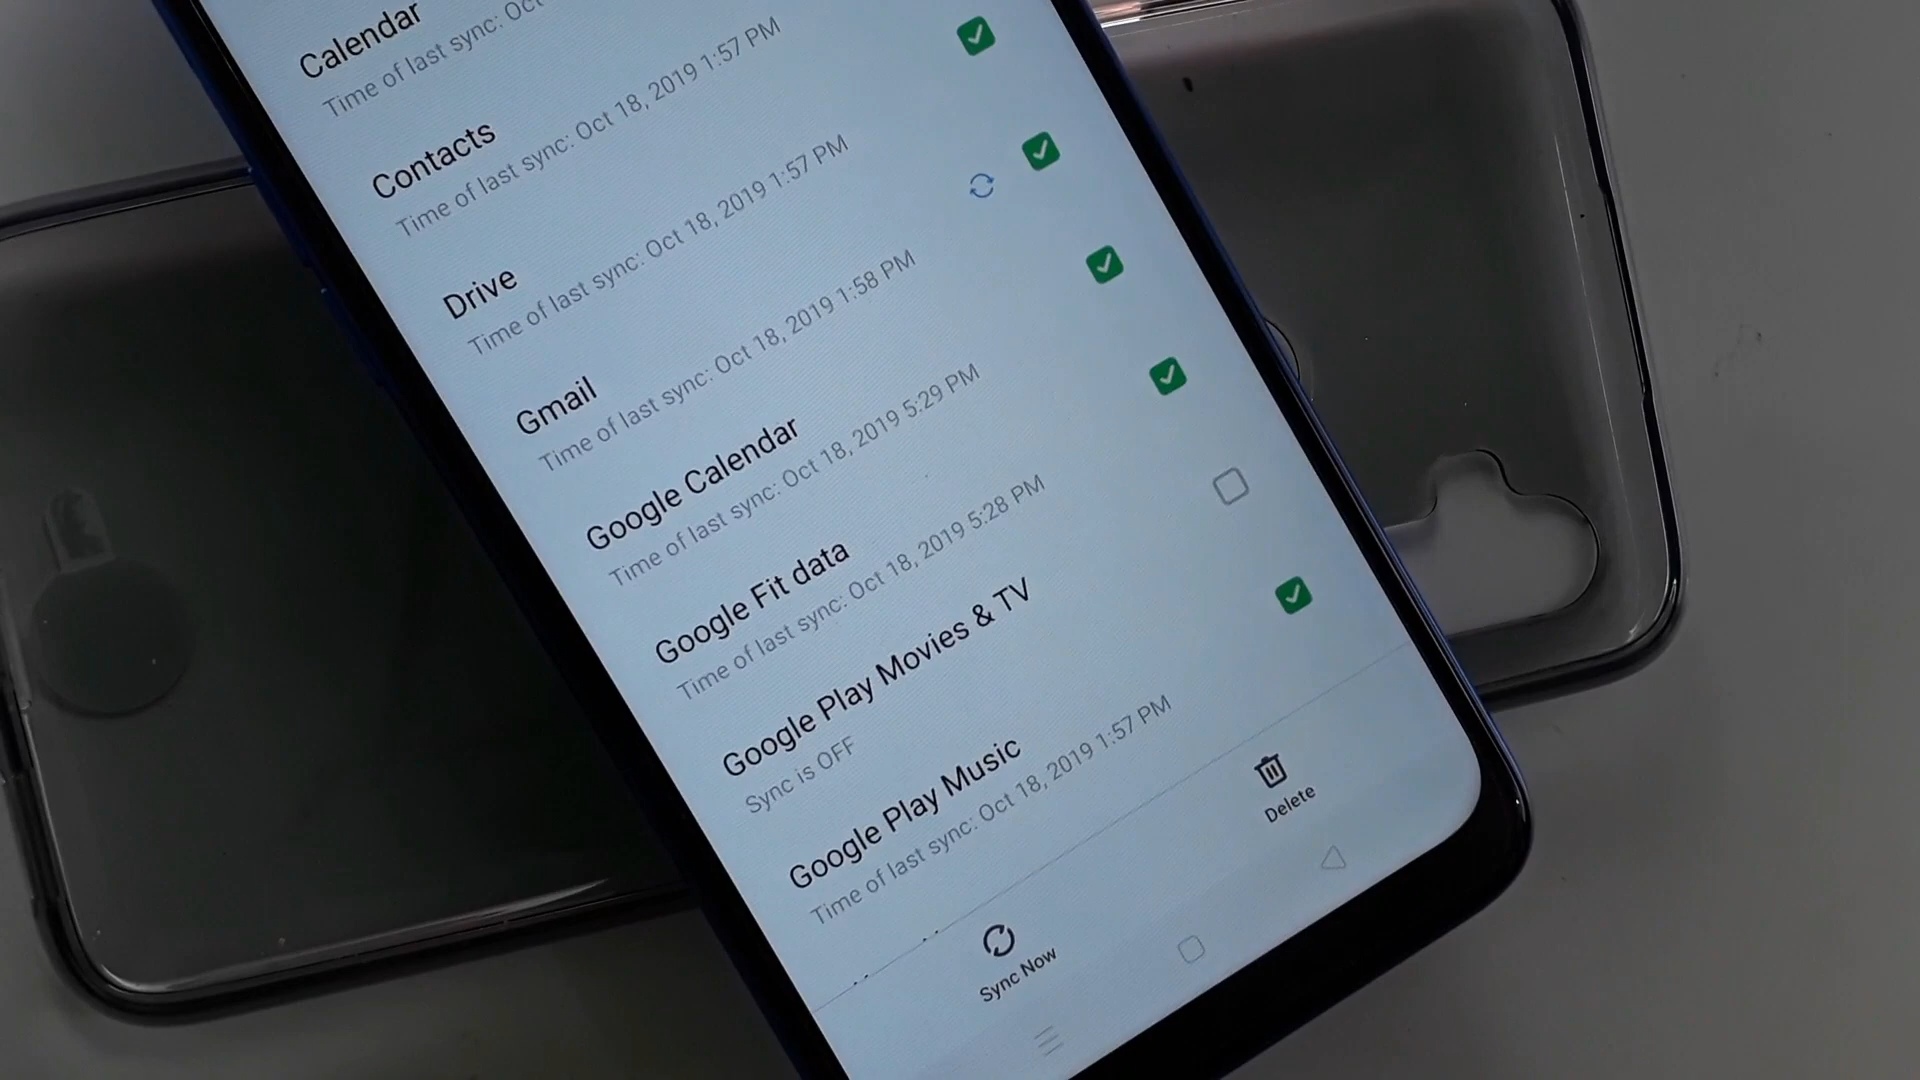 Calendar
Time of last sync: Oct
Contacts
Time of last sync: Oct 18, 2019 1:57 PM
Drive
Time of last sync: Oct 18, 2019 1:57 PM
Gmail
Time of last sync: Oct 18, 2019 1:58 PM
Google Calendar
Time of last sync: Oct 18, 2019 5:29 PM
Google Fit data
Time of last sync: Oct 18, 2019 5:28 PM
Google Play Movies & TV
Sync is OFF
Google Play Music
Time of last sync: Oct 18, 2019 1:57 PM
Sync Now
Delete